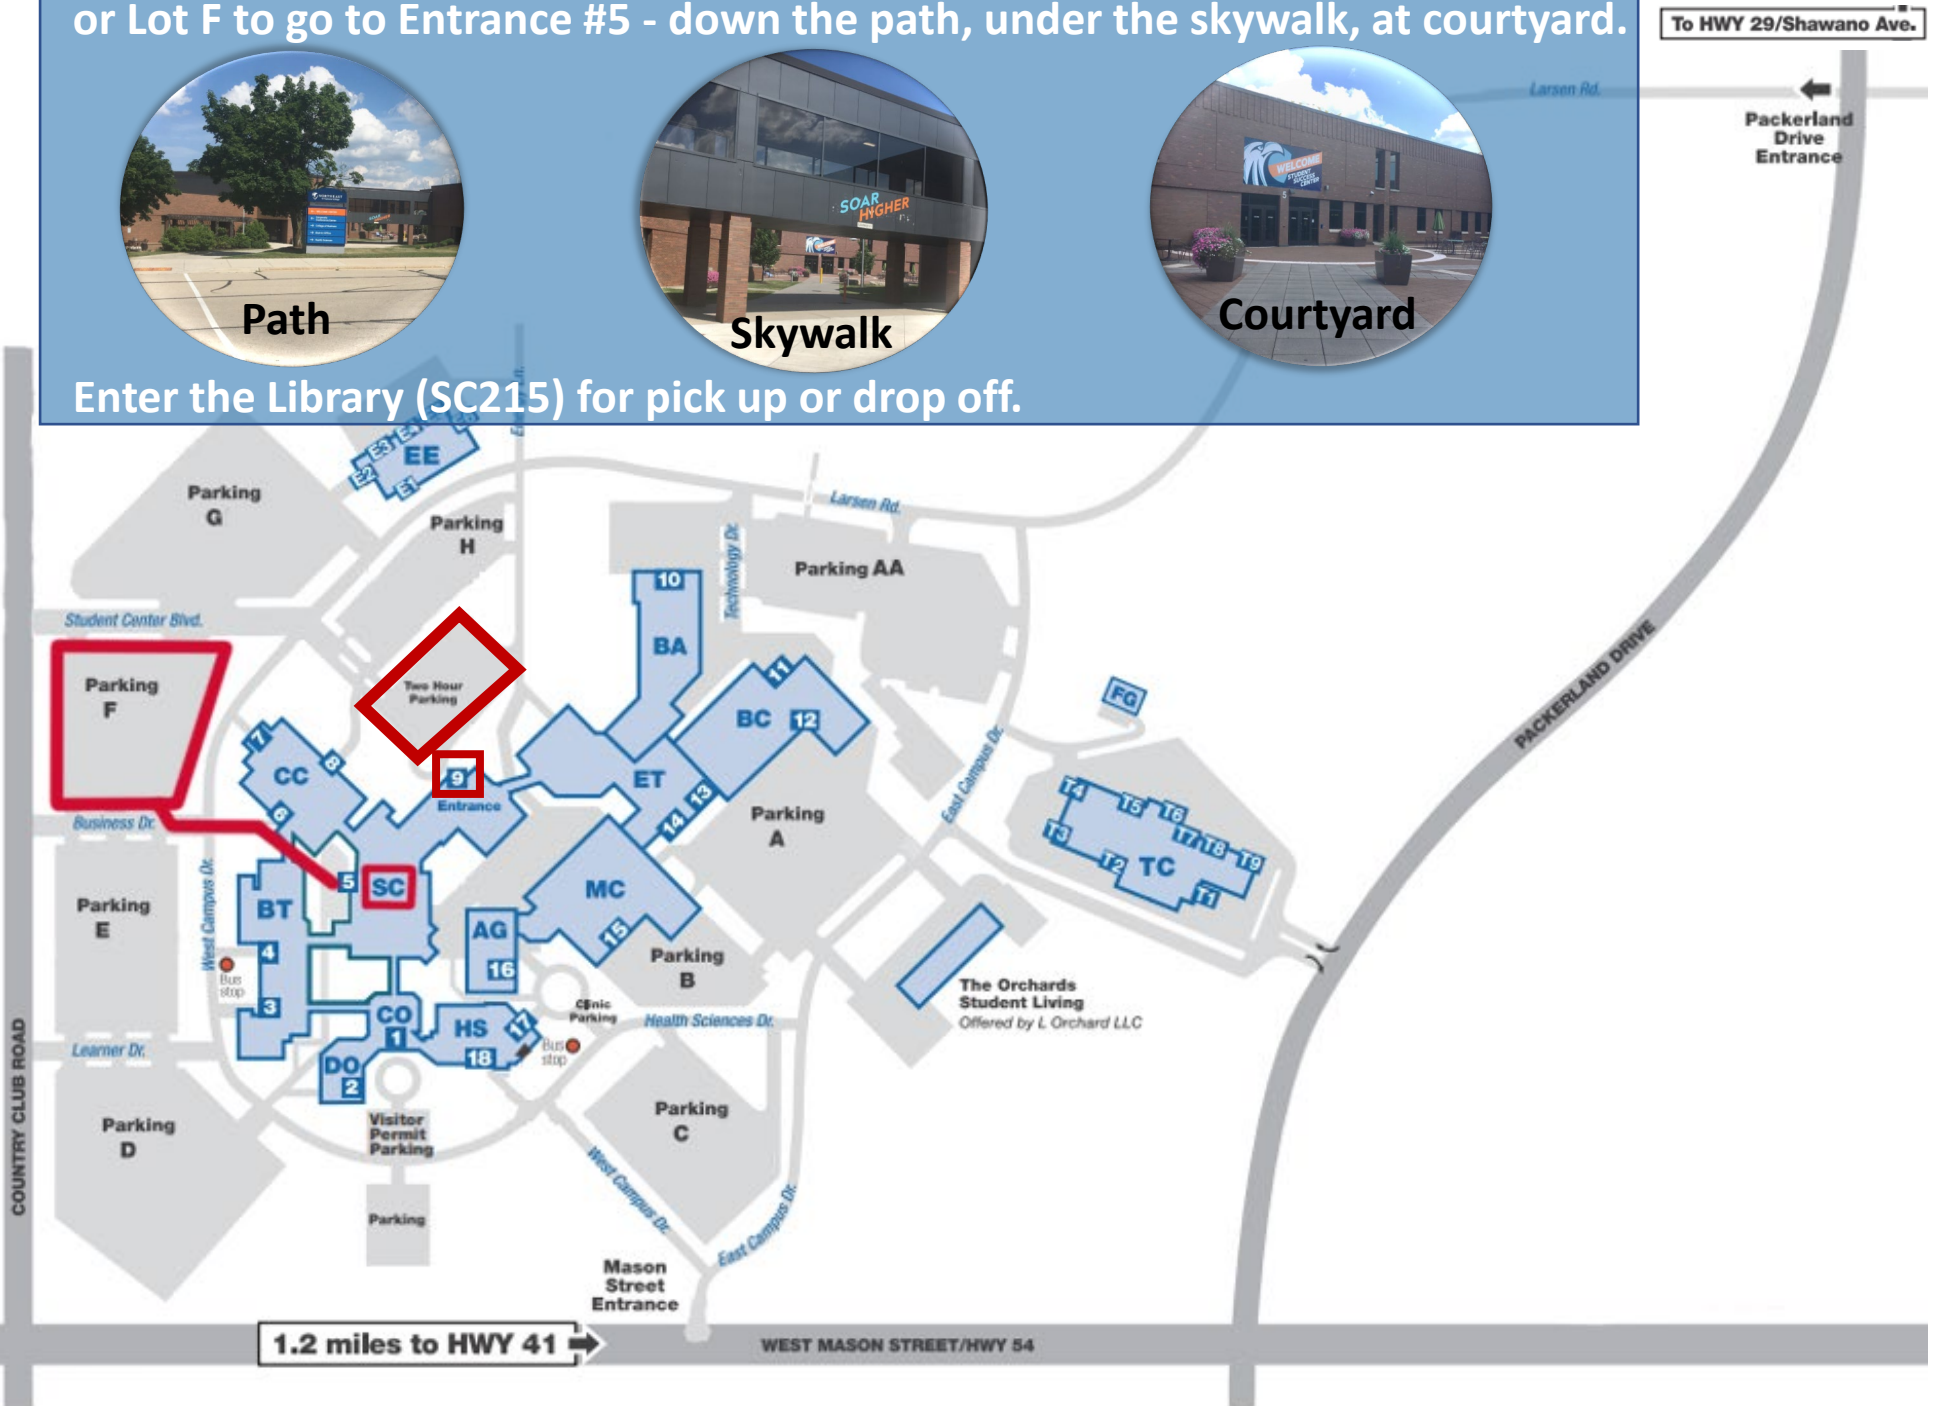 or Lot F to go to Entrance #5 - down the path, under the skywalk, at courtyard.
To HWY 29/Shawano Ave.
Larsen Rd.
Packerland
Drive
Entrance
WELCOME
STUDENT
SUCCESS
CENTER
5
SOAR
HIGHER
Path
Skywalk
Courtyard
Enter the Library (SC215) for pick up or drop off.
E3
E2
E1
EE
Parking
G
Parking
H
Larsen Rd.
Technology Dr.
Parking AA
10
BA
Student Center Blvd.
Parking
F
Two Hour
Parking
11
BC
12
FG
PACKERLAND DRIVE
7
8
CC
6
9
Entrance
ET
13
14
Parking
A
East Campus Dr.
T4
T5
T6
T7
T8
T9
T3
T2
TC
T1
Business Dr.
West Campus Dr.
5
SC
BT
MC
Parking
E
AG
15
4
16
Bus
stop
Parking
B
3
The Orchards
Student Living
Offered by L Orchard LLC
CO
1
HS
17
18
Clinic
Parking
Health Sciences Dr.
Bus
stop
Learner Dr.
DO
2
COUNTRY CLUB ROAD
Parking
D
Visitor
Permit
Parking
Parking
C
West Campus Dr.
East Campus Dr.
Parking
Mason
Street
Entrance
1.2 miles to HWY 41
WEST MASON STREET/HWY 54